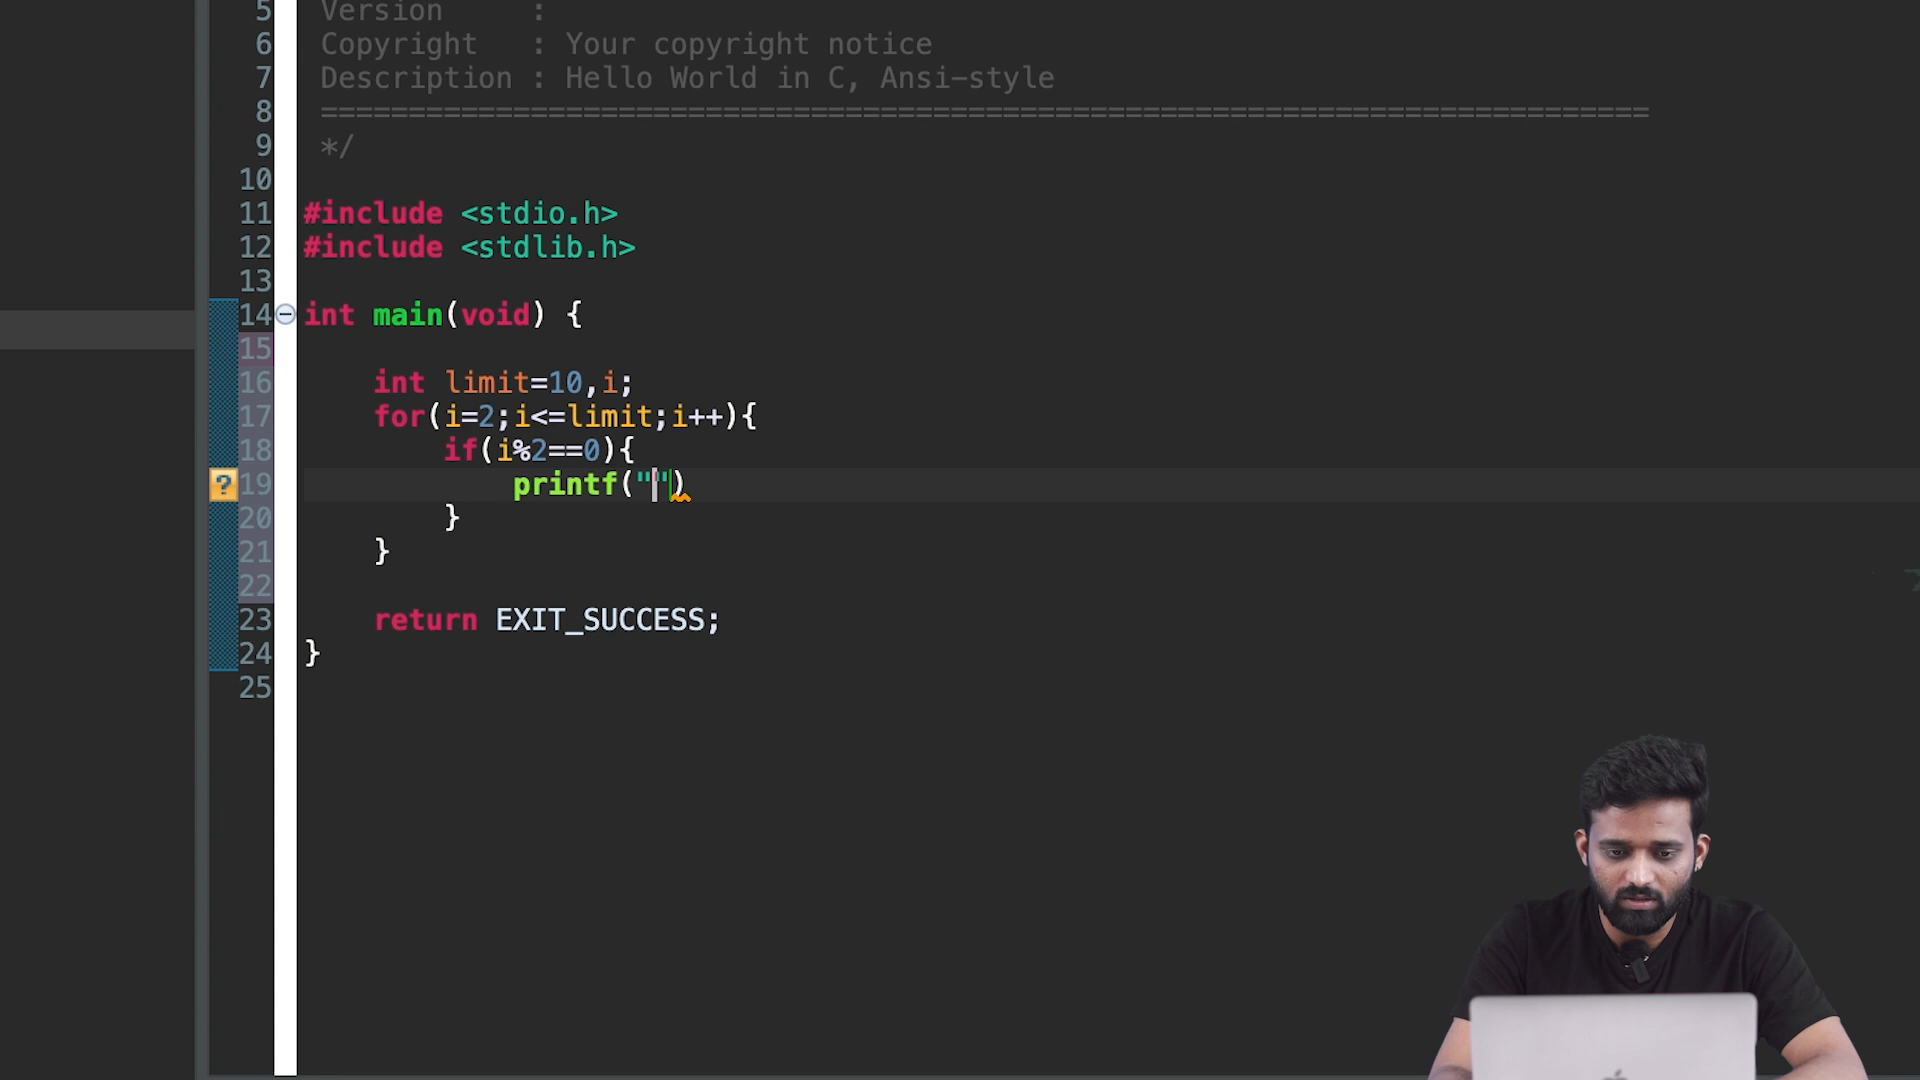 5 Version :
6 Copyright : Your copyright notice
7 Description : Hello World in C, Ansi-style
8 ============================================================================
9 */
10
11 #include <stdio.h>
12 #include <stdlib.h>
13
14 int main(void) {
15
16 int limit=10,i;
17 for(i=2;i<=limit;i++){
18 if(i%2==0){
? 19 printf("")
20 }
21 }
22
23 return EXIT_SUCCESS;
24 }
25